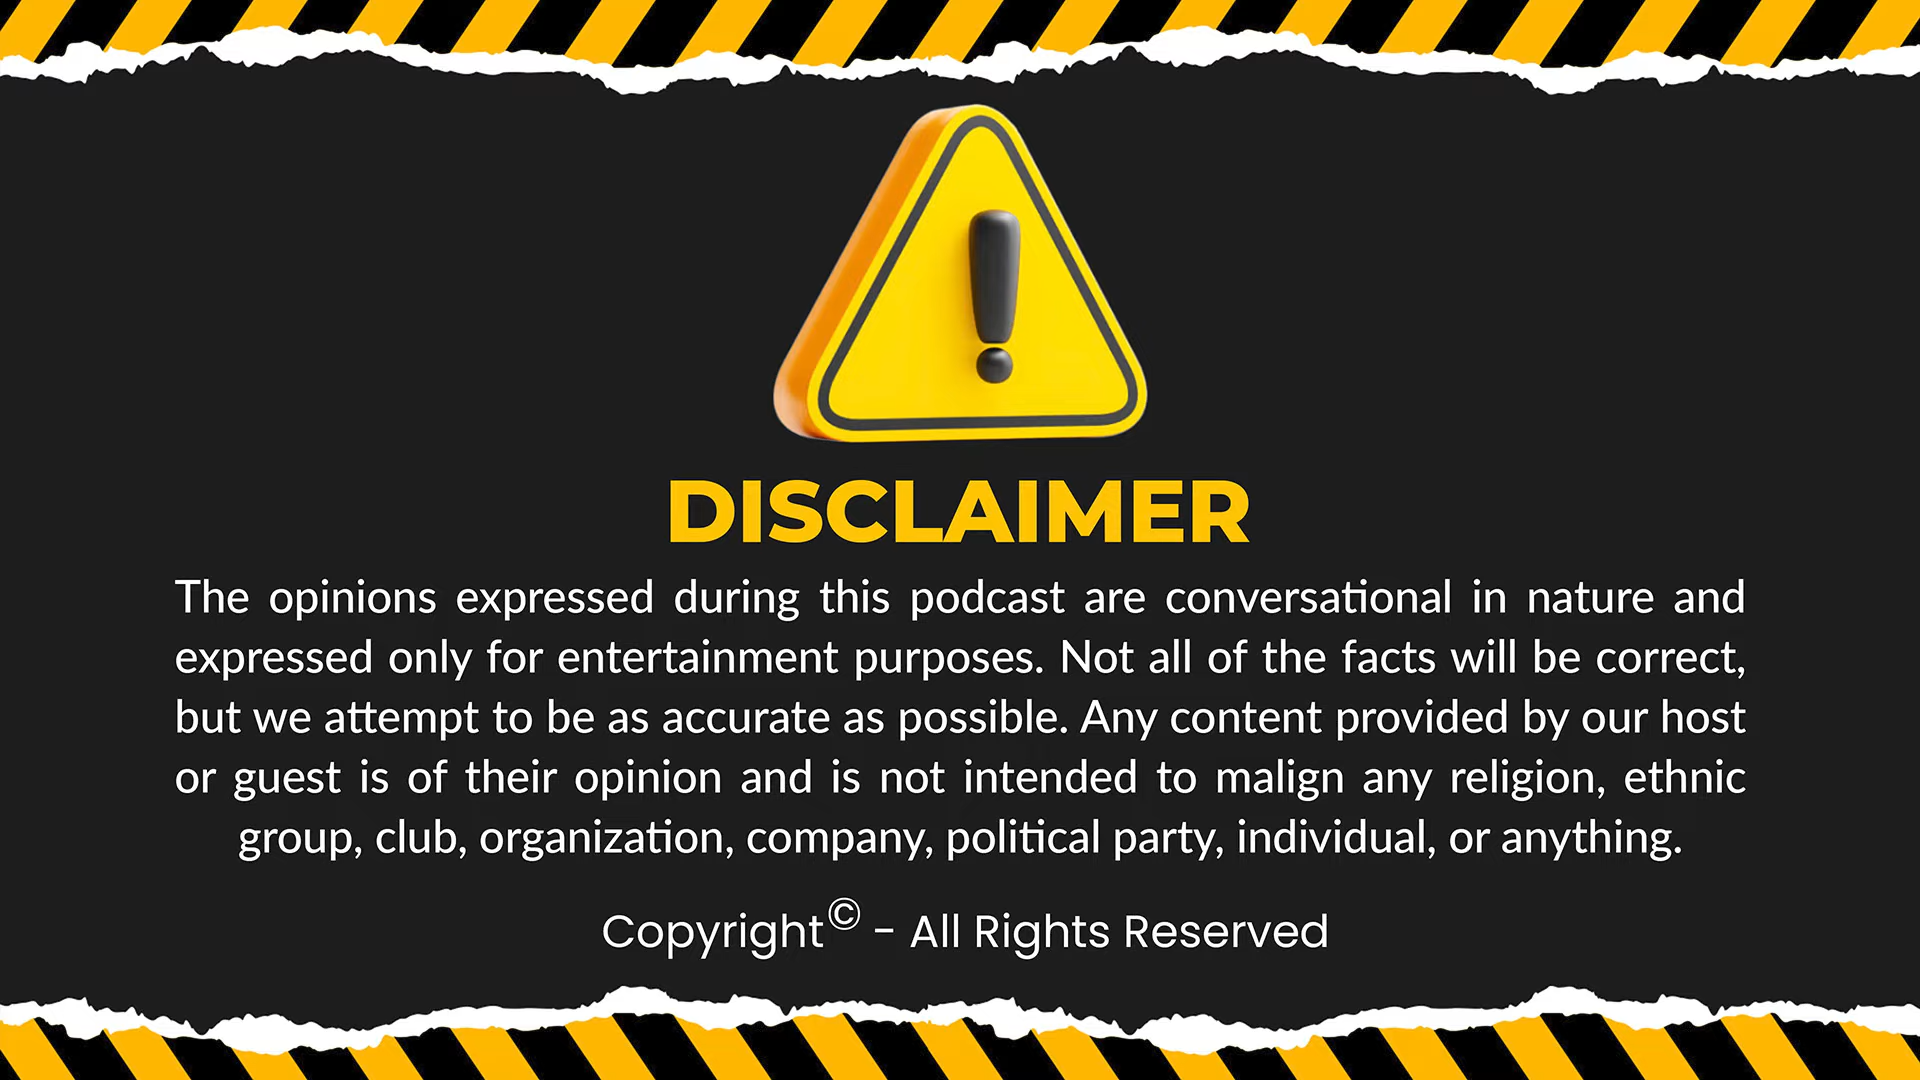 DISCLAIMER
The opinions expressed during this podcast are conversational in nature and
expressed only for entertainment purposes. Not all of the facts will be correct,
but we attempt to be as accurate as possible. Any content provided by our host
or guest is of their opinion and is not intended to malign any religion, ethnic
group, club, organization, company, political party, individual, or anything.
Copyright© - All Rights Reserved